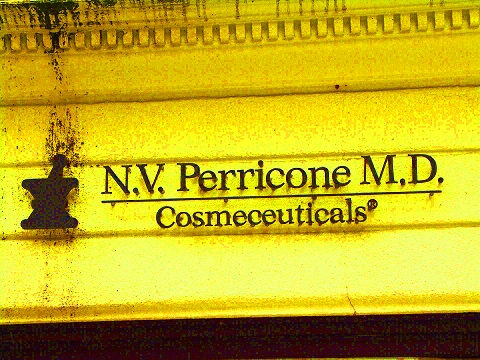 N.V. Perricone M.D.
Cosmeceuticals®